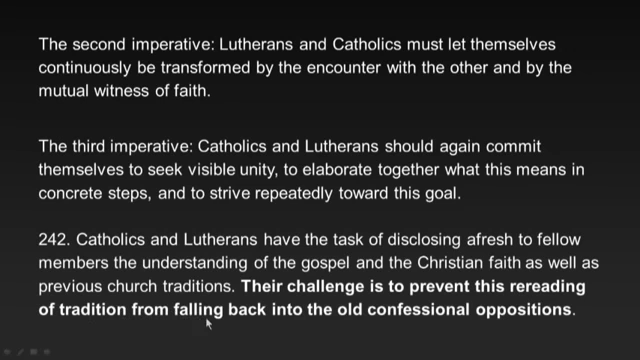 The second imperative: Lutherans and Catholics must let themselves
continuously be transformed by the encounter with the other and by the
mutual witness of faith.
The third imperative: Catholics and Lutherans should again commit
themselves to seek visible unity, to elaborate together what this means in
concrete steps, and to strive repeatedly toward this goal.
242. Catholics and Lutherans have the task of disclosing afresh to fellow
members the understanding of the gospel and the Christian faith as well as
previous church traditions. Their challenge is to prevent this rereading
of tradition from falling back into the old confessional oppositions.